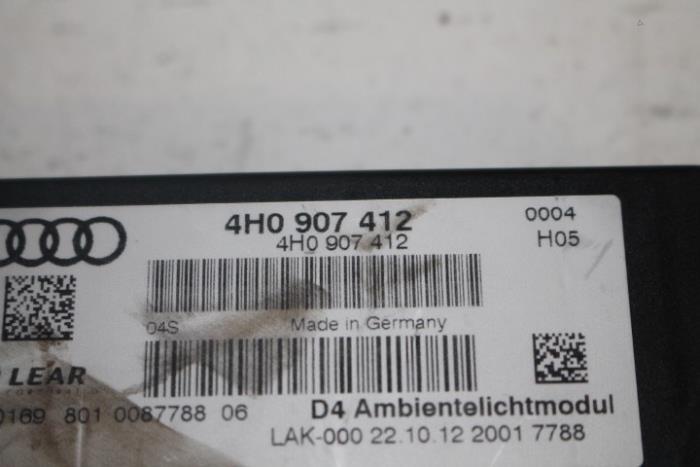 4H0 907 412
0004
4H0 907 412
H05
04S
Made in Germany
LEAR
CORPORATION
0169 801 0087788 06
D4 Ambientelichtmodul
LAK-000 22.10.12 2001 7788